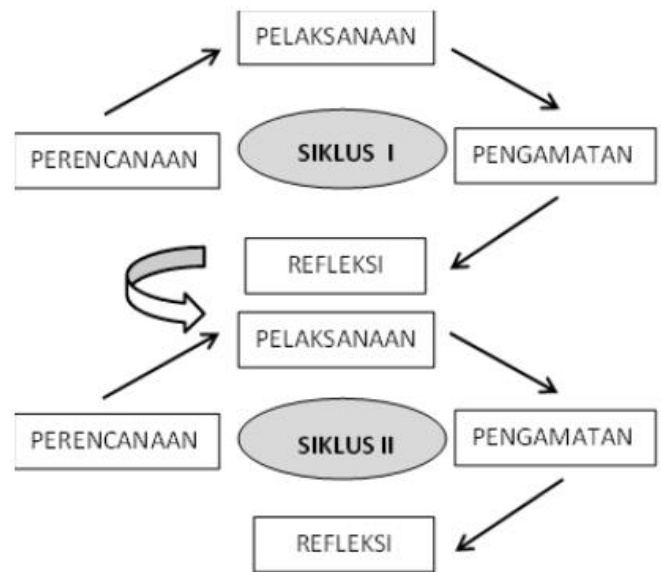 PELAKSANAAN
PERENCANAAN
SIKLUS I
PENGAMATAN
REFLEKSI
PELAKSANAAN
PERENCANAAN
SIKLUS II
PENGAMATAN
REFLEKSI